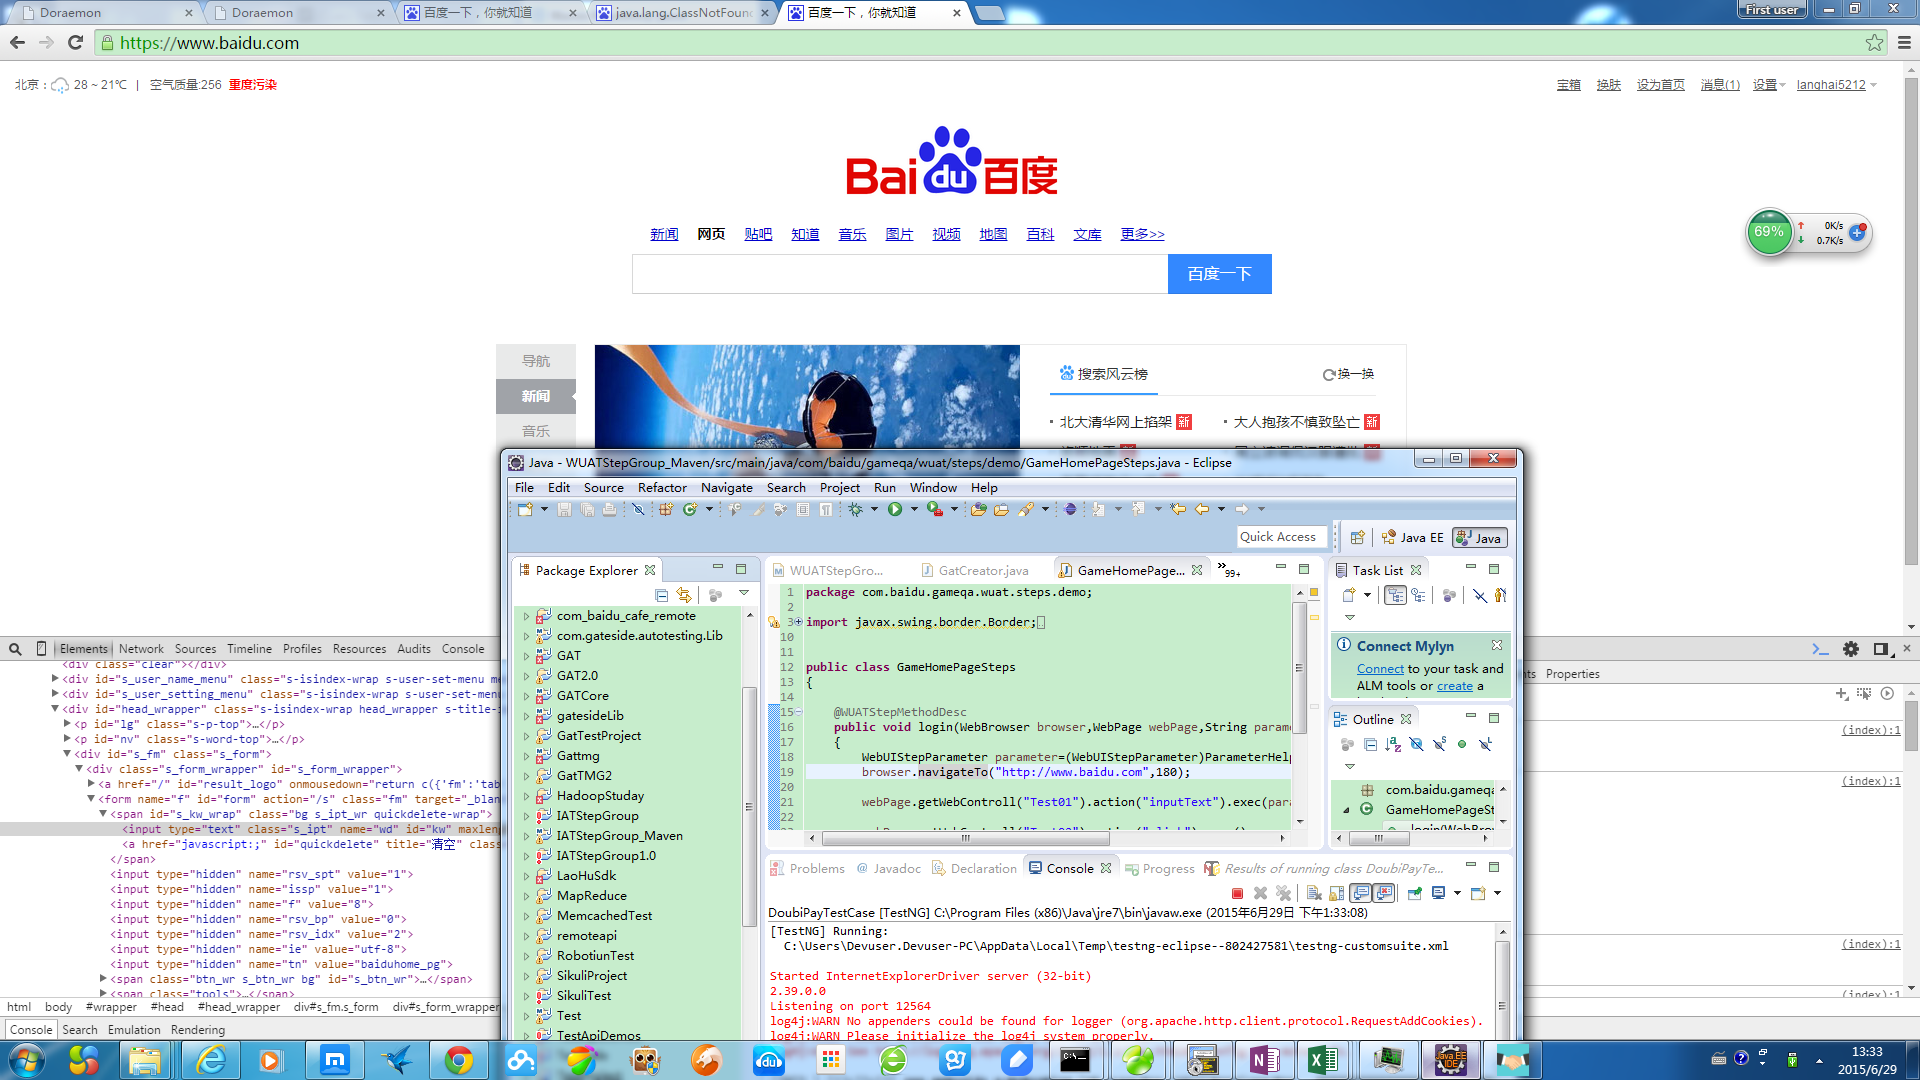 Doraemon
Doraemon
百度一下，你就知道
java.lang.ClassNotFoun
百度一下，你就知道
First user
https://www.baidu.com
北京：
28 ~ 21℃ | 空气质量:256 重度污染
宝箱 换肤 设为首页 消息(1) 设置 langhai5212
Bai du 百度
新闻 网页 贴吧 知道 音乐 图片 视频 地图 百科 文库 更多>>
百度一下
69%
0K/s
0.7K/s
导航
新闻
音乐
搜索风云榜
换一换
北大清华网上掐架 新
大人抱孩不慎致坠亡 新
Java - WUATStepGroup_Maven/src/main/java/com/baidu/gameqa/wuat/steps/demo/GameHomePageSteps.java - Eclipse
File Edit Source Refactor Navigate Search Project Run Window Help
Quick Access
Java EE
Java
Package Explorer
com_baidu_cafe_remote
com.gateside.autotesting.Lib
GAT
GAT2.0
GATCore
gatesideLib
GatTestProject
Gattmg
GatTMG2
HadoopStuday
IATStepGroup
IATStepGroup_Maven
IATStepGroup1.0
LaoHuSdk
MapReduce
MemcachedTest
remoteapi
RobotiunTest
SikuliProject
SikuliTest
Test
TestApiDemos
WUATStepGro...
GatCreator.java
GameHomePage...
99+
1 package com.baidu.gameqa.wuat.steps.demo;
2
3 import javax.swing.border.Border;
10
11
12 public class GameHomePageSteps
13 {
14
15 @WUATStepMethodDesc
16 public void login(WebBrowser browser,WebPage webPage,String parame
17 {
18 WebUIStepParameter parameter=(WebUIStepParameter)ParameterHelp
19 browser.navigateTo("http://www.baidu.com",180);
20
21 webPage.getWebControll("Test01").action("inputText").exec(para
22
Task List
Connect Mylyn
Connect to your task and
ALM tools or create a
Outline
com.baidu.gameqa
GameHomePageSt
login(WebBro
Problems
@ Javadoc
Declaration
Console
Progress
Results of running class DoubiPayTe...
DoubiPayTestCase [TestNG] C:\Program Files (x86)\Java\jre7\bin\javaw.exe (2015年6月29日 下午1:33:08)
[TestNG] Running:
C:\Users\Devuser.Devuser-PC\AppData\Local\Temp\testng-eclipse--802427581\testng-customsuite.xml
Started InternetExplorerDriver server (32-bit)
2.39.0.0
Listening on port 12564
log4j:WARN No appenders could be found for logger (org.apache.http.client.protocol.RequestAddCookies).
log4j:WARN Please initialize the log4j system properly.
Elements Network Sources Timeline Profiles Resources Audits Console
<div class="clear"></div>
<div id="s_user_name_menu" class="s-isindex-wrap s-user-set-menu me
<div id="s_user_setting_menu" class="s-isindex-wrap s-user-set-menu
<div id="head_wrapper" class="s-isindex-wrap head_wrapper s-title-i
<p id="lg" class="s-p-top">…</p>
<p id="nv" class="s-word-top">…</p>
<div id="s_fm" class="s_form">
<div class="s_form_wrapper" id="s_form_wrapper">
<a href="/" id="result_logo" onmousedown="return c({'fm':'tab
<form name="f" id="form" action="/s" class="fm" target="_blan
<span id="s_kw_wrap" class="bg s_ipt_wr quickdelete-wrap">
<input type="text" class="s_ipt" name="wd" id="kw" maxleng
<a href="javascript:;" id="quickdelete" title="清空" class
</span>
<input type="hidden" name="rsv_spt" value="1">
<input type="hidden" name="issp" value="1">
<input type="hidden" name="f" value="8">
<input type="hidden" name="rsv_bp" value="0">
<input type="hidden" name="rsv_idx" value="2">
<input type="hidden" name="ie" value="utf-8">
<input type="hidden" name="tn" value="baiduhome_pg">
<span class="btn_wr s_btn_wr bg" id="s_btn_wr">…</span>
<span class="tools">…</span>
html body #wrapper #head #head_wrapper div#s_fm.s_form div#s_form_wrapper
Console Search Emulation Rendering
nts Properties
(index):1
(index):1
(index):1
(index):1
13:33
2015/6/29